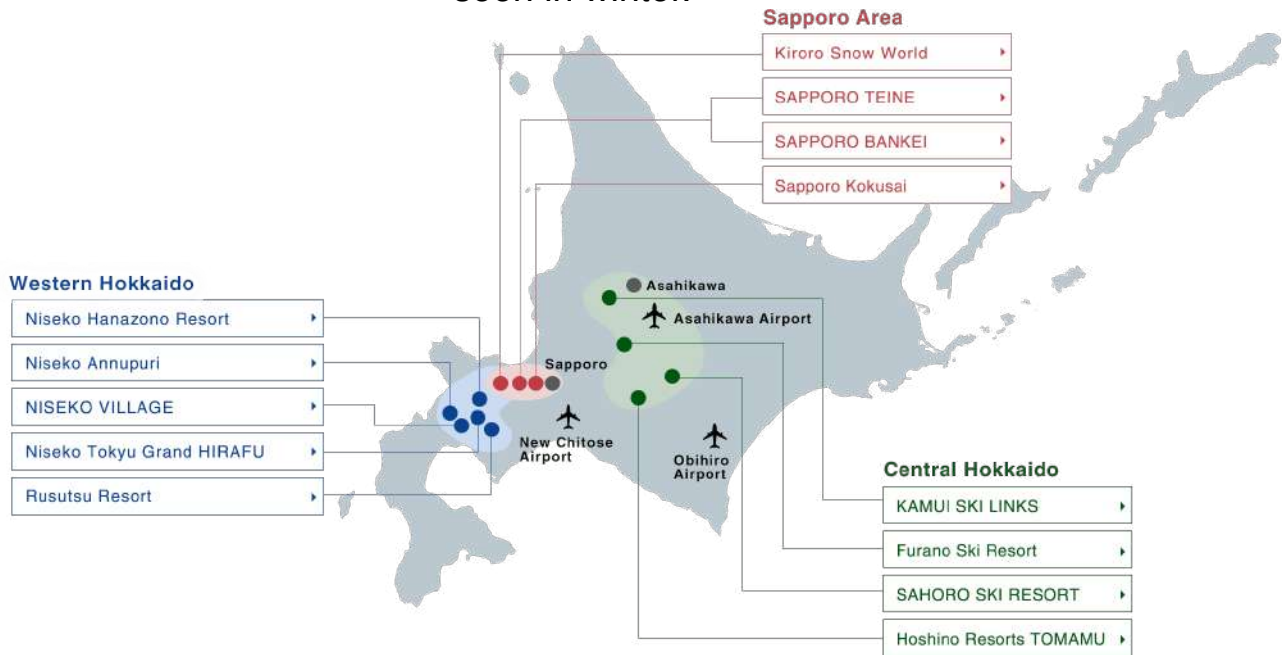 Sapporo Area
Kiroro Snow World
SAPPORO TEINE
SAPPORO BANKEI
Sapporo Kokusai
Western Hokkaido
Niseko Hanazono Resort
Niseko Annupuri
NISEKO VILLAGE
Niseko Tokyu Grand HIRAFU
Rusutsu Resort
Asahikawa
Asahikawa Airport
Sapporo
New Chitose
Airport
Obihiro
Airport
Central Hokkaido
KAMUI SKI LINKS
Furano Ski Resort
SAHORO SKI RESORT
Hoshino Resorts TOMAMU